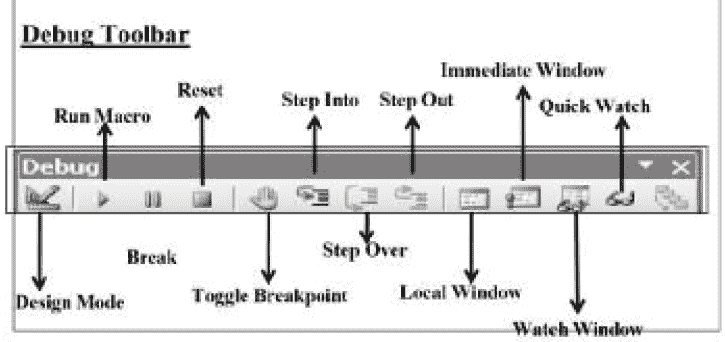 Debug Toolbar
Immediate Window
Reset
Step Into
Step Out
Quick Watch
Run Macro
Debug
Step Over
Break
Design Mode
Toggle Breakpoint
Local Window
Watch Window